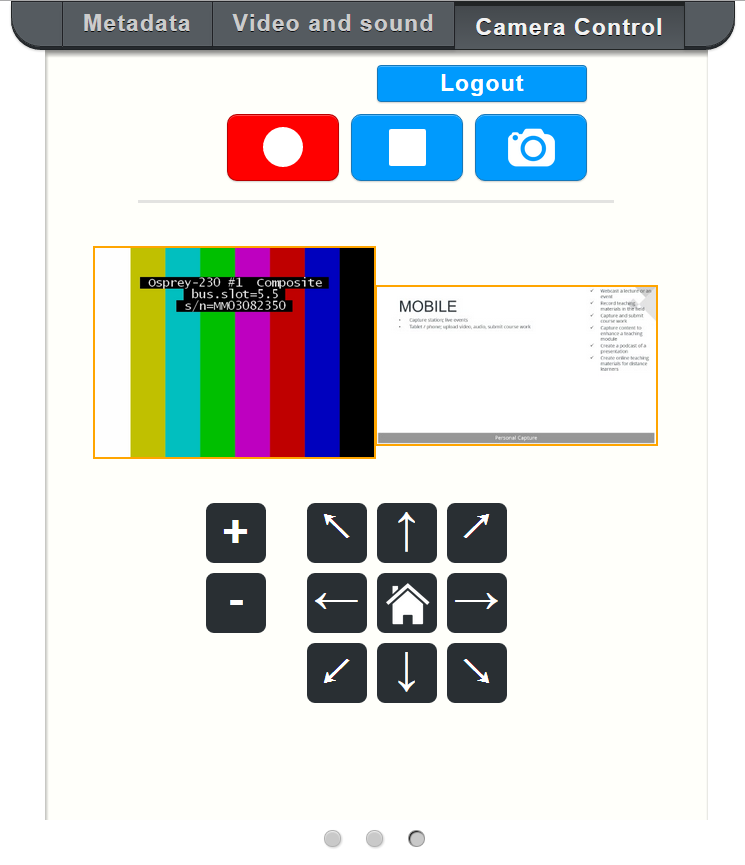 Metadata
Video and sound
Camera Control
Logout
Osprey-230 #1 Composite
bus.slot=5.5
s/n=MM03082350
MOBILE
• Capture station; live events
• Tablet / phone; upload video, audio, submit course work
✓ Webcast a lecture or an
event
✓ Record teaching
materials in the field
✓ Capture and submit
course work
✓ Capture content to
enhance a teaching
module
✓ Create a podcast of a
presentation
✓ Create online teaching
materials for distance
learners
Personal Capture
+
-